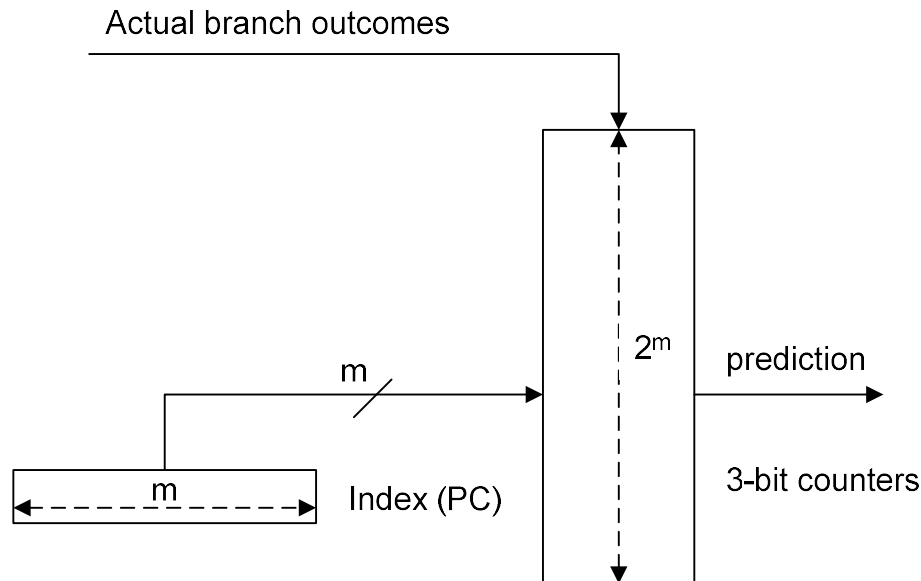 Actual branch outcomes
2ᵐ
m
prediction
m
Index (PC)
3-bit counters